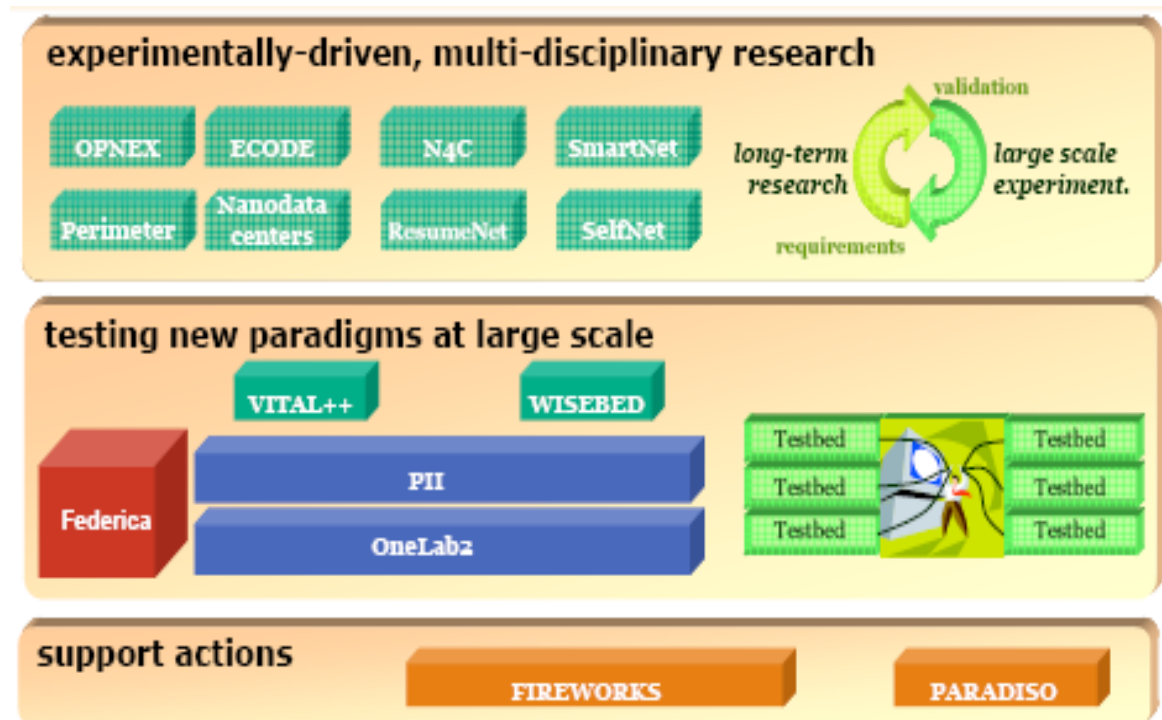 experimentally-driven, multi-disciplinary research
OPNEX
ECODE
N4C
SmartNet
Perimeter
Nanodata
centers
ResumeNet
SelfNet
validation
long-term
research
large scale
experiment.
requirements
testing new paradigms at large scale
VITAL++
WISEBED
Federica
PII
OneLab2
Testbed
Testbed
Testbed
Testbed
Testbed
Testbed
support actions
FIREWORKS
PARADISO